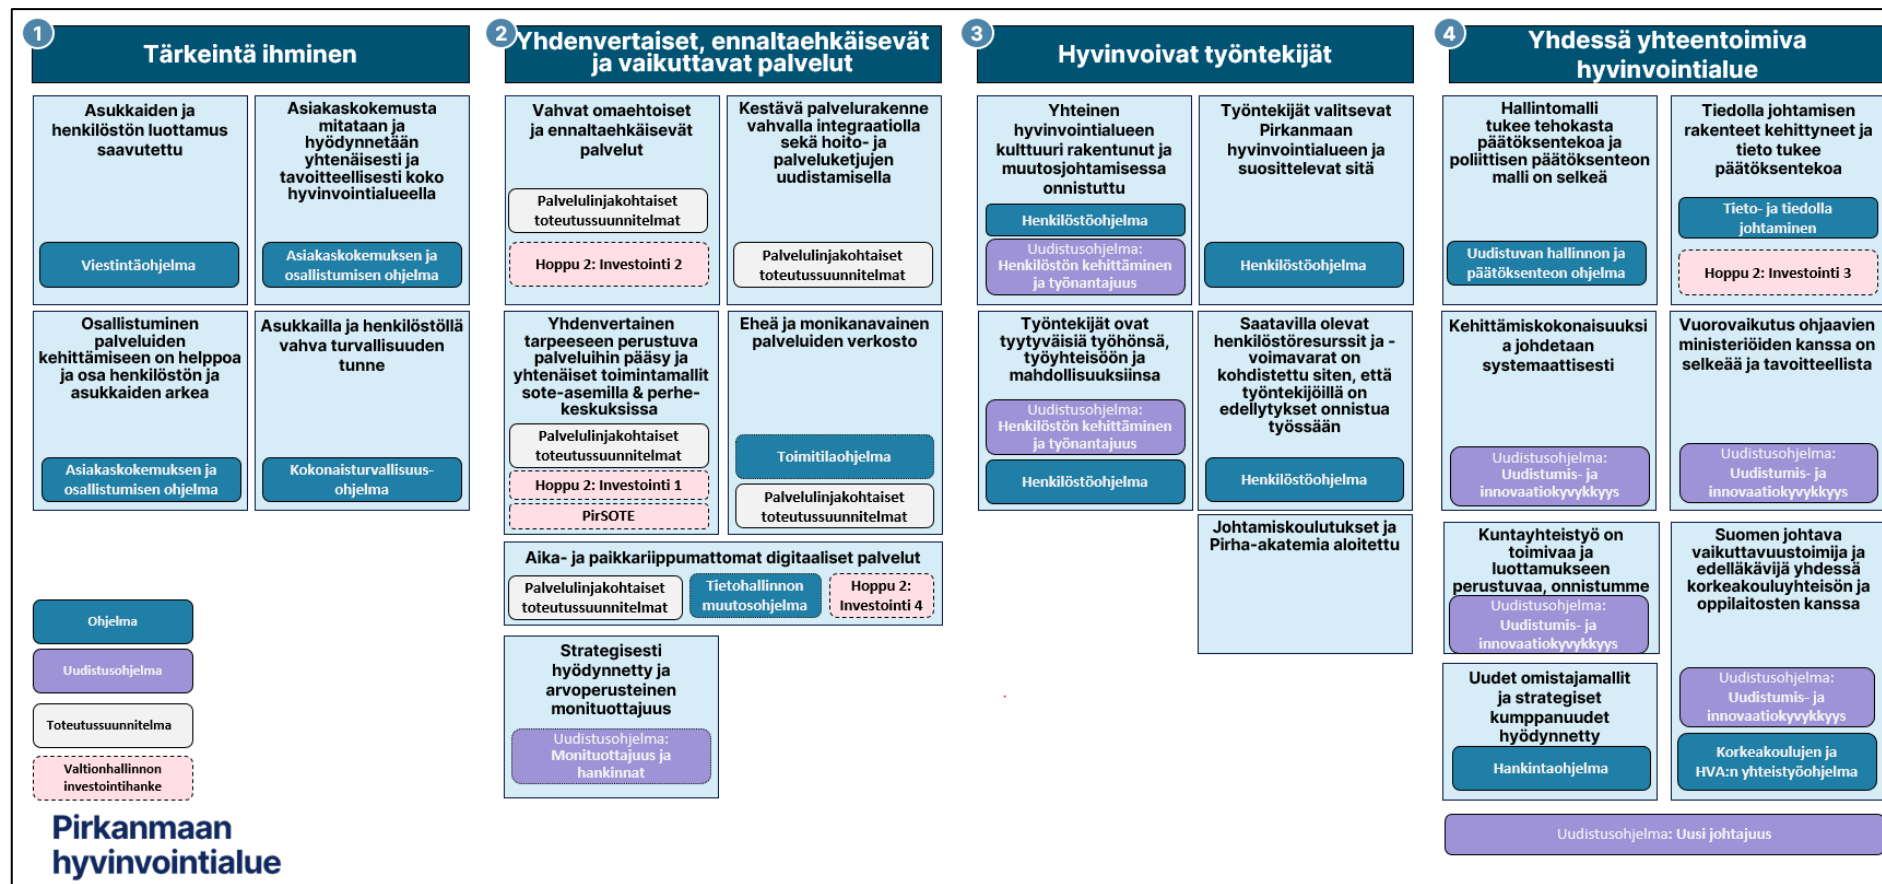 1
Tärkeintä ihminen
Asukkaiden ja
henkilöstön luottamus
saavutettu
Viestintäohjelma
Asiakaskokemusta
mitataan ja
hyödynnetään
yhtenäisesti ja
tavoitteellisesti koko
hyvinvointialueella
Asiakaskokemuksen ja
osallistumisen ohjelma
Osallistuminen
palveluiden
kehittämiseen on helppoa
ja osa henkilöstön ja
asukkaiden arkea
Asiakaskokemuksen ja
osallistumisen ohjelma
Asukkailla ja henkilöstöllä
vahva turvallisuuden
tunne
Kokonaisturvallisuus-
ohjelma
Ohjelma
Uudistusohjelma
Toteutussuunnitelma
Valtionhallinnon
investointihanke
Pirkanmaan
hyvinvointialue
2
Yhdenvertaiset, ennaltaehkäisevät
ja vaikuttavat palvelut
Vahvat omaehtoiset
ja ennaltaehkäisevät
palvelut
Palvelulinjakohtaiset
toteutussuunnitelmat
Hoppu 2: Investointi 2
Kestävä palvelurakenne
vahvalla integraatiolla
sekä hoito- ja
palveluketjujen
uudistamisella
Palvelulinjakohtaiset
toteutussuunnitelmat
Yhdenvertainen
tarpeeseen perustuva
palveluihin pääsy ja
yhtenäiset toimintamallit
sote-asemilla & perhe-
keskuksissa
Palvelulinjakohtaiset
toteutussuunnitelmat
Hoppu 2: Investointi 1
PirSOTE
Eheä ja monikanavainen
palveluiden verkosto
Toimitilaohjelma
Palvelulinjakohtaiset
toteutussuunnitelmat
Aika- ja paikkariippumattomat digitaaliset palvelut
Palvelulinjakohtaiset
toteutussuunnitelmat
Tietohallinnon
muutosohjelma
Hoppu 2:
Investointi 4
Strategisesti
hyödynnetty ja
arvoperusteinen
monituottajuus
Uudistusohjelma:
Monituottajuus ja
hankinnat
3
Hyvinvoivat työntekijät
Yhteinen
hyvinvointialueen
kulttuuri rakentunut ja
muutosjohtamisessa
onnistuttu
Henkilöstöohjelma
Uudistusohjelma:
Henkilöstön kehittäminen
ja työnantajuus
Työntekijät valitsevat
Pirkanmaan
hyvinvointialueen ja
suosittelevat sitä
Henkilöstöohjelma
Työntekijät ovat
tyytyväisiä työhönsä,
työyhteisöön ja
mahdollisuuksiinsa
Uudistusohjelma:
Henkilöstön kehittäminen
ja työnantajuus
Henkilöstöohjelma
Saatavilla olevat
henkilöstöresurssit ja -
voimavarat on
kohdistettu siten, että
työntekijöillä on
edellytykset onnistua
työssään
Henkilöstöohjelma
Johtamiskoulutukset ja
Pirha-akatemia aloitettu
4
Yhdessä yhteentoimiva
hyvinvointialue
Hallintomalli
tukee tehokasta
päätöksentekoa ja
poliittisen päätöksenteon
malli on selkeä
Uudistuvan hallinnon ja
päätöksenteon ohjelma
Tiedolla johtamisen
rakenteet kehittyneet ja
tieto tukee
päätöksentekoa
Tieto- ja tiedolla
johtaminen
Hoppu 2: Investointi 3
Kehittämiskokonaisuuksi
a johdetaan
systemaattisesti
Uudistusohjelma:
Uudistumis- ja
innovaatiokyvykkyys
Vuorovaikutus ohjaavien
ministeriöiden kanssa on
selkeää ja tavoitteellista
Uudistusohjelma:
Uudistumis- ja
innovaatiokyvykkyys
Kuntayhteistyö on
toimivaa ja
luottamukseen
perustuvaa, onnistumme
Uudistusohjelma:
Uudistumis- ja
innovaatiokyvykkyys
Suomen johtava
vaikuttavuustoimija ja
edelläkävijä yhdessä
korkeakouluyhteisön ja
oppilaitosten kanssa
Uudistusohjelma:
Uudistumis- ja
innovaatiokyvykkyys
Korkeakoulujen ja
HVA:n yhteistyöohjelma
Uudet omistajamallit
ja strategiset
kumppanuudet
hyödynnetty
Hankintaohjelma
Uudistusohjelma: Uusi johtajuus